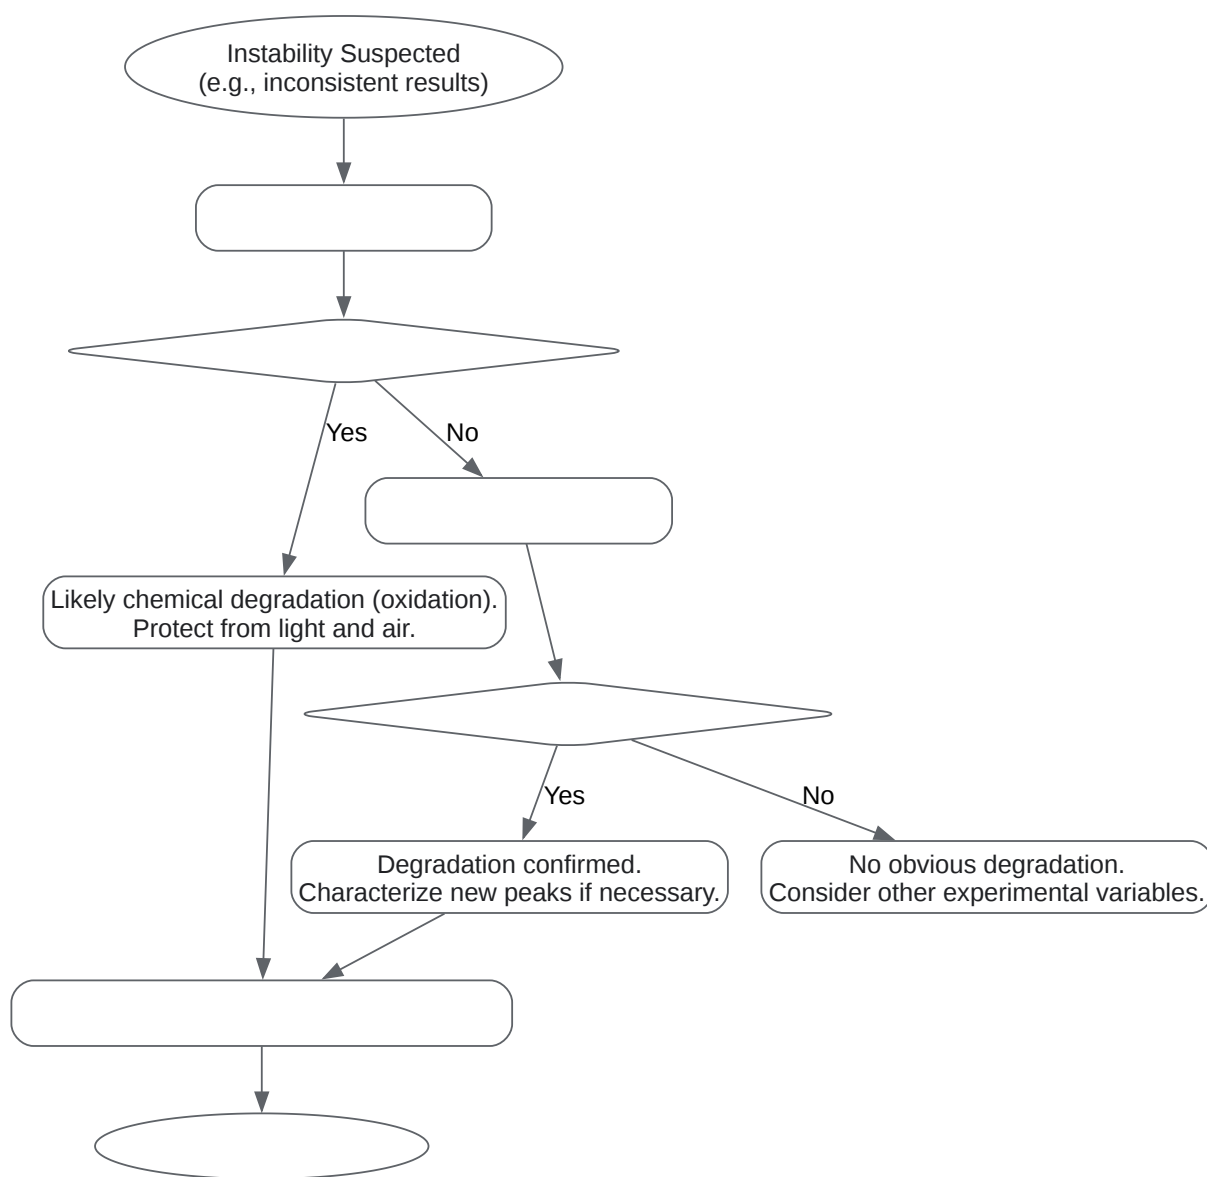 Instability Suspected
(e.g., inconsistent results)
Yes
No
Likely chemical degradation (oxidation).
Protect from light and air.
Yes
No
Degradation confirmed.
Characterize new peaks if necessary.
No obvious degradation.
Consider other experimental variables.